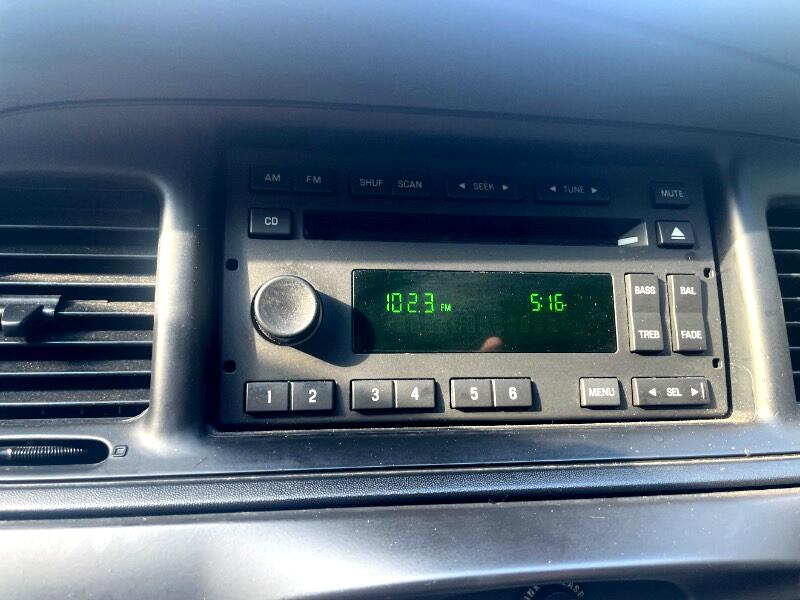 AM FM SHUF SCAN ◄ SEEK ► ◄ TUNE ► MUTE
CD
102.3 FM 5:16
BASS BAL
TREB FADE
1 2 3 4 5 6 MENU ◄ SEL ►